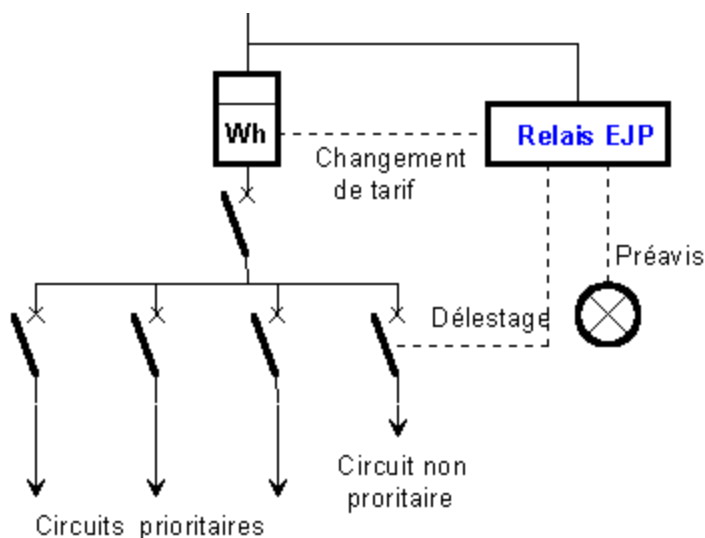 Wh
Relais EJP
Changement
de tarif
Préavis
Délestage
Circuit non
proritaire
Circuits prioritaires